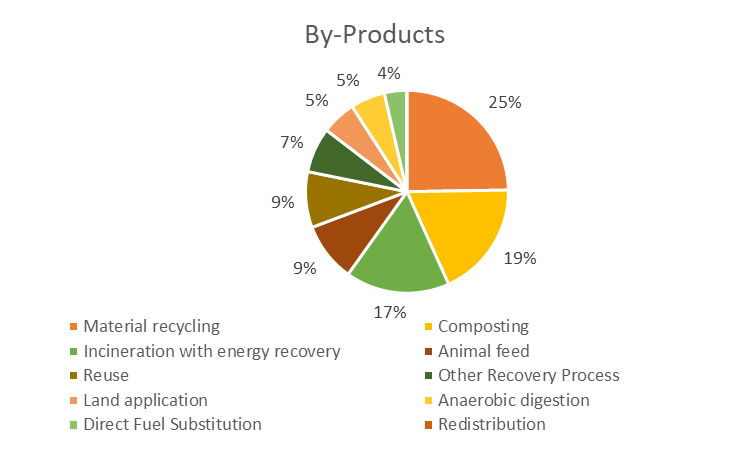 By-Products
4%
5%
25%
5%
7%
9%
19%
9%
17%
Material recycling
Composting
Incineration with energy recovery
Animal feed
Reuse
Other Recovery Process
Land application
Anaerobic digestion
Direct Fuel Substitution
Redistribution